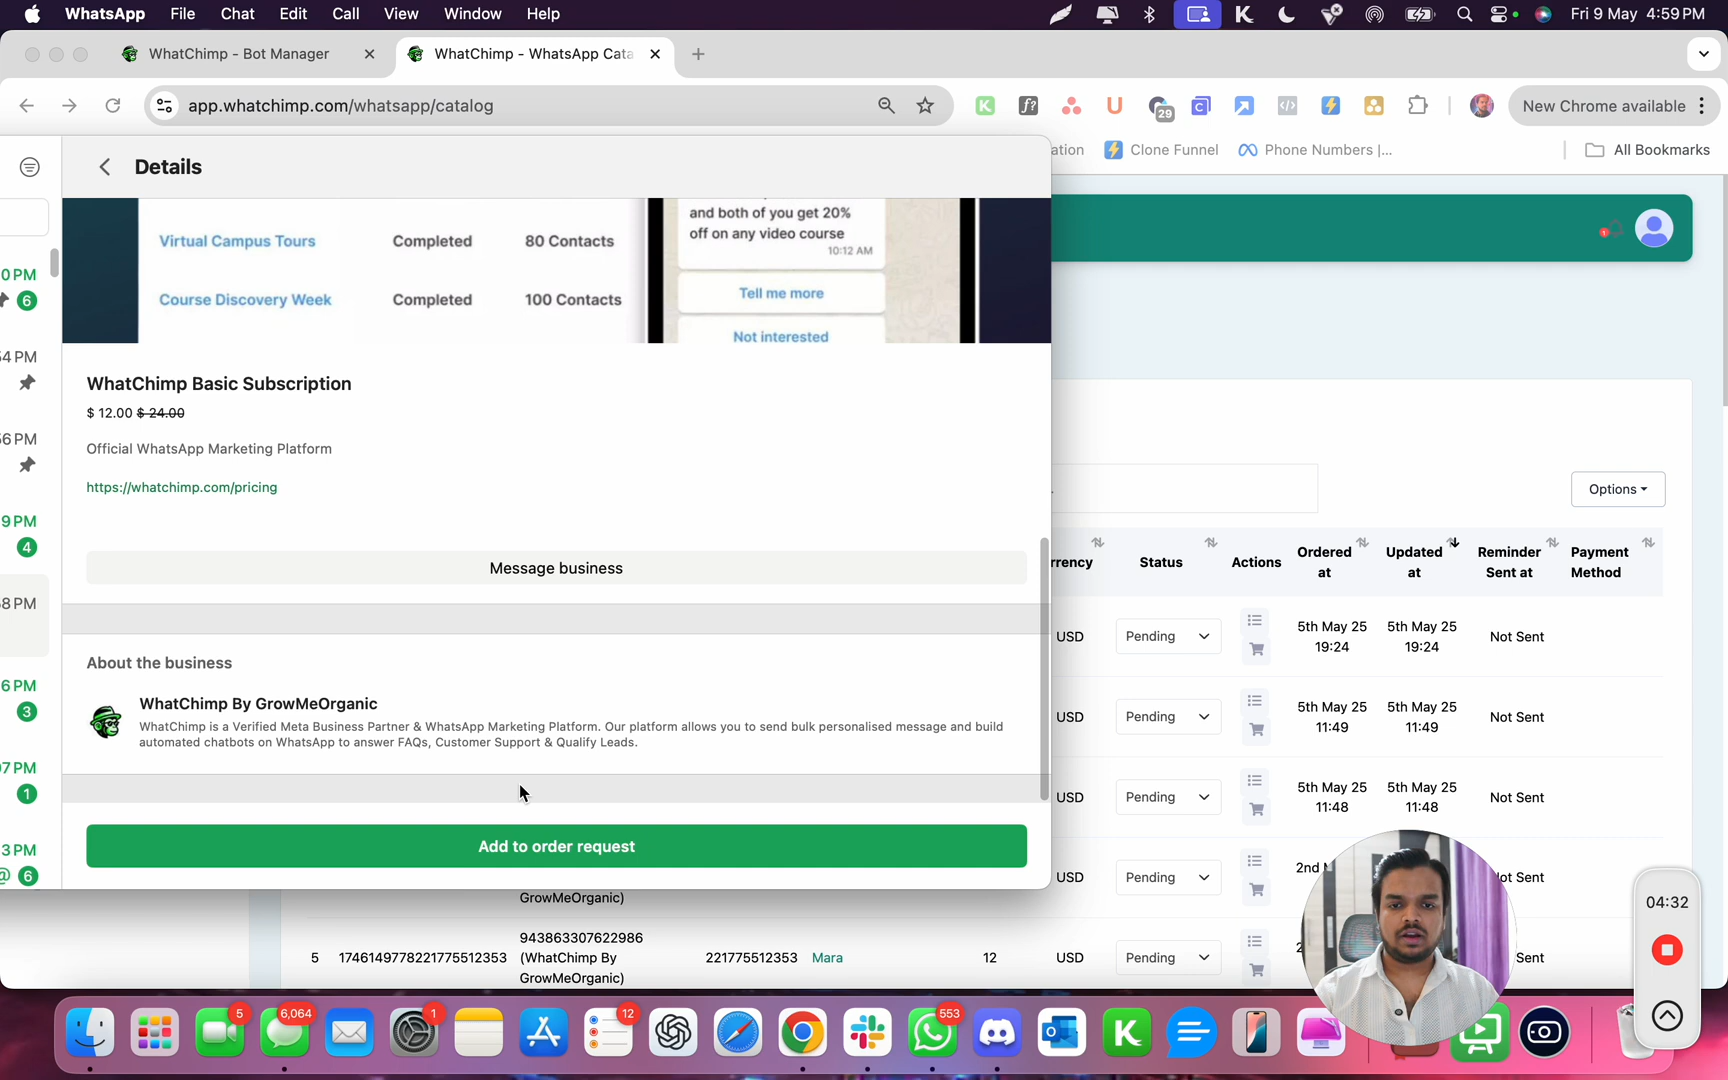 WhatsApp File Chat Edit Call View Window Help
Fri 9 May 4:59 PM
WhatChimp - Bot Manager
WhatChimp - WhatsApp Cata
app.whatchimp.com/whatsapp/catalog
29
New Chrome available
ation
Clone Funnel
Phone Numbers |...
All Bookmarks
Details
0 PM
6
4 PM
6 PM
9 PM
4
8 PM
6 PM
3
7 PM
1
3 PM
@ 6
Virtual Campus Tours Completed 80 Contacts
Course Discovery Week Completed 100 Contacts
and both of you get 20%
off on any video course
10:12 AM
Tell me more
Not interested
WhatChimp Basic Subscription
$ 12.00 $ 24.00
Official WhatsApp Marketing Platform
https://whatchimp.com/pricing
Message business
About the business
WhatChimp By GrowMeOrganic
WhatChimp is a Verified Meta Business Partner & WhatsApp Marketing Platform. Our platform allows you to send bulk personalised message and build
automated chatbots on WhatsApp to answer FAQs, Customer Support & Qualify Leads.
Add to order request
1
Options
rrency Status Actions Ordered at Updated at Reminder Sent at Payment Method
USD Pending 5th May 25 19:24 5th May 25 19:24 Not Sent
USD Pending 5th May 25 11:49 5th May 25 11:49 Not Sent
USD Pending 5th May 25 11:48 5th May 25 11:48 Not Sent
USD Pending 2nd ot Sent
GrowMeOrganic)
5 1746149778221775512353 943863307622986 (WhatChimp By GrowMeOrganic) 221775512353 Mara 12 USD Pending 2 Sent
04:32
5
6,064
1
12
553